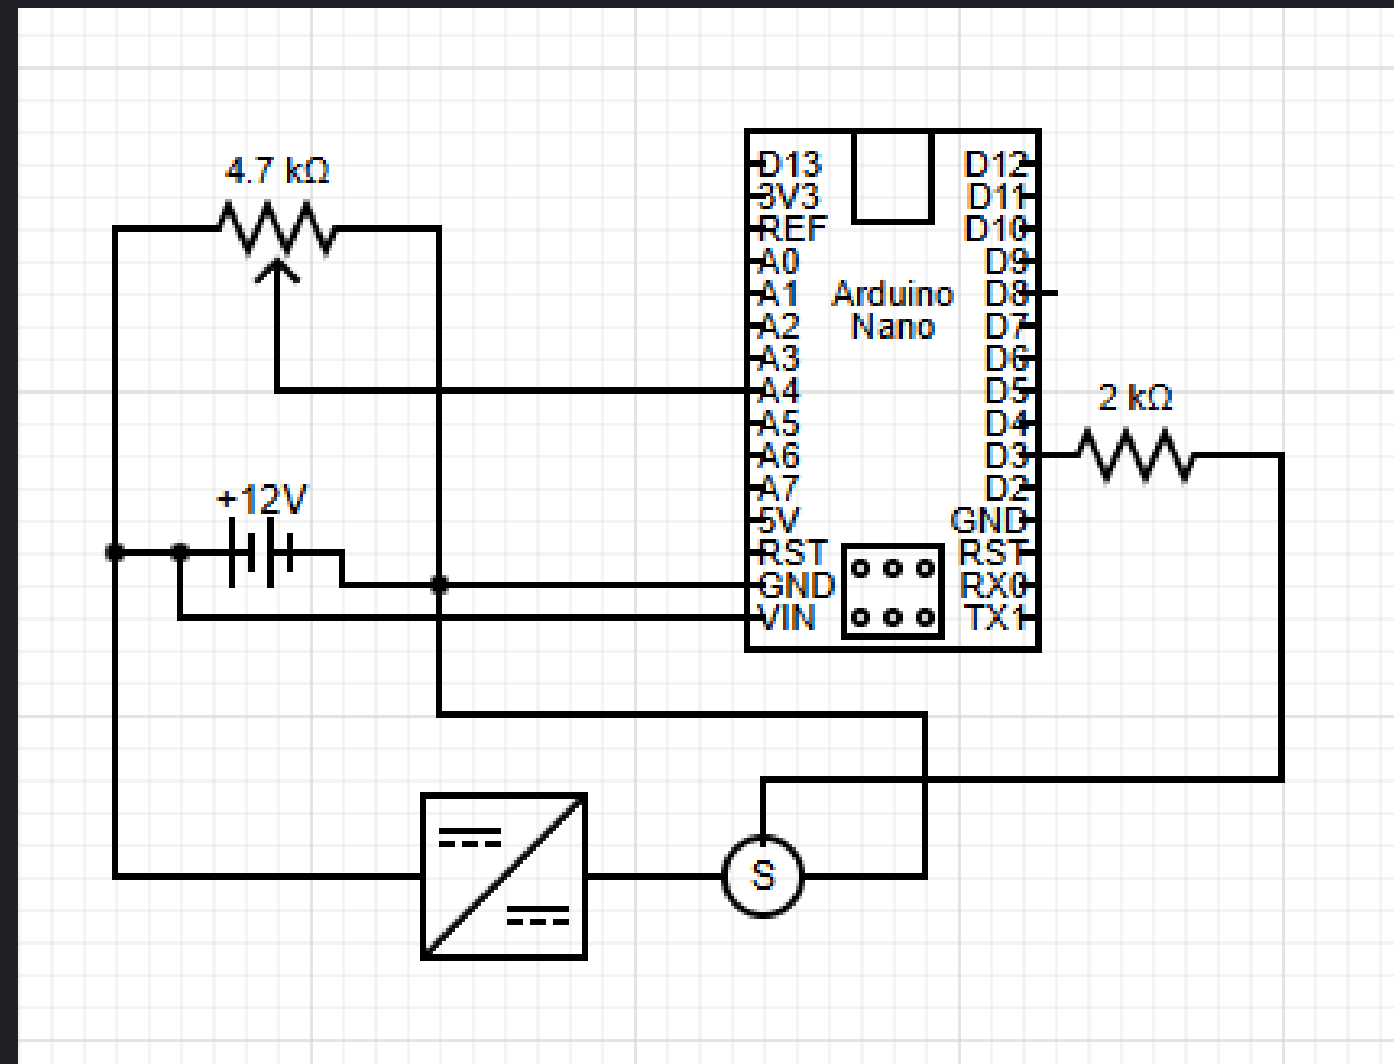 4.7 kΩ
+12V
D13
3V3
REF
A0
A1
A2
A3
A4
A5
A6
A7
5V
RST
GND
VIN
Arduino
Nano
D12
D11
D10
D9
D8
D7
D6
D5
D4
D3
D2
GND
RST
RX0
TX1
2 kΩ
S